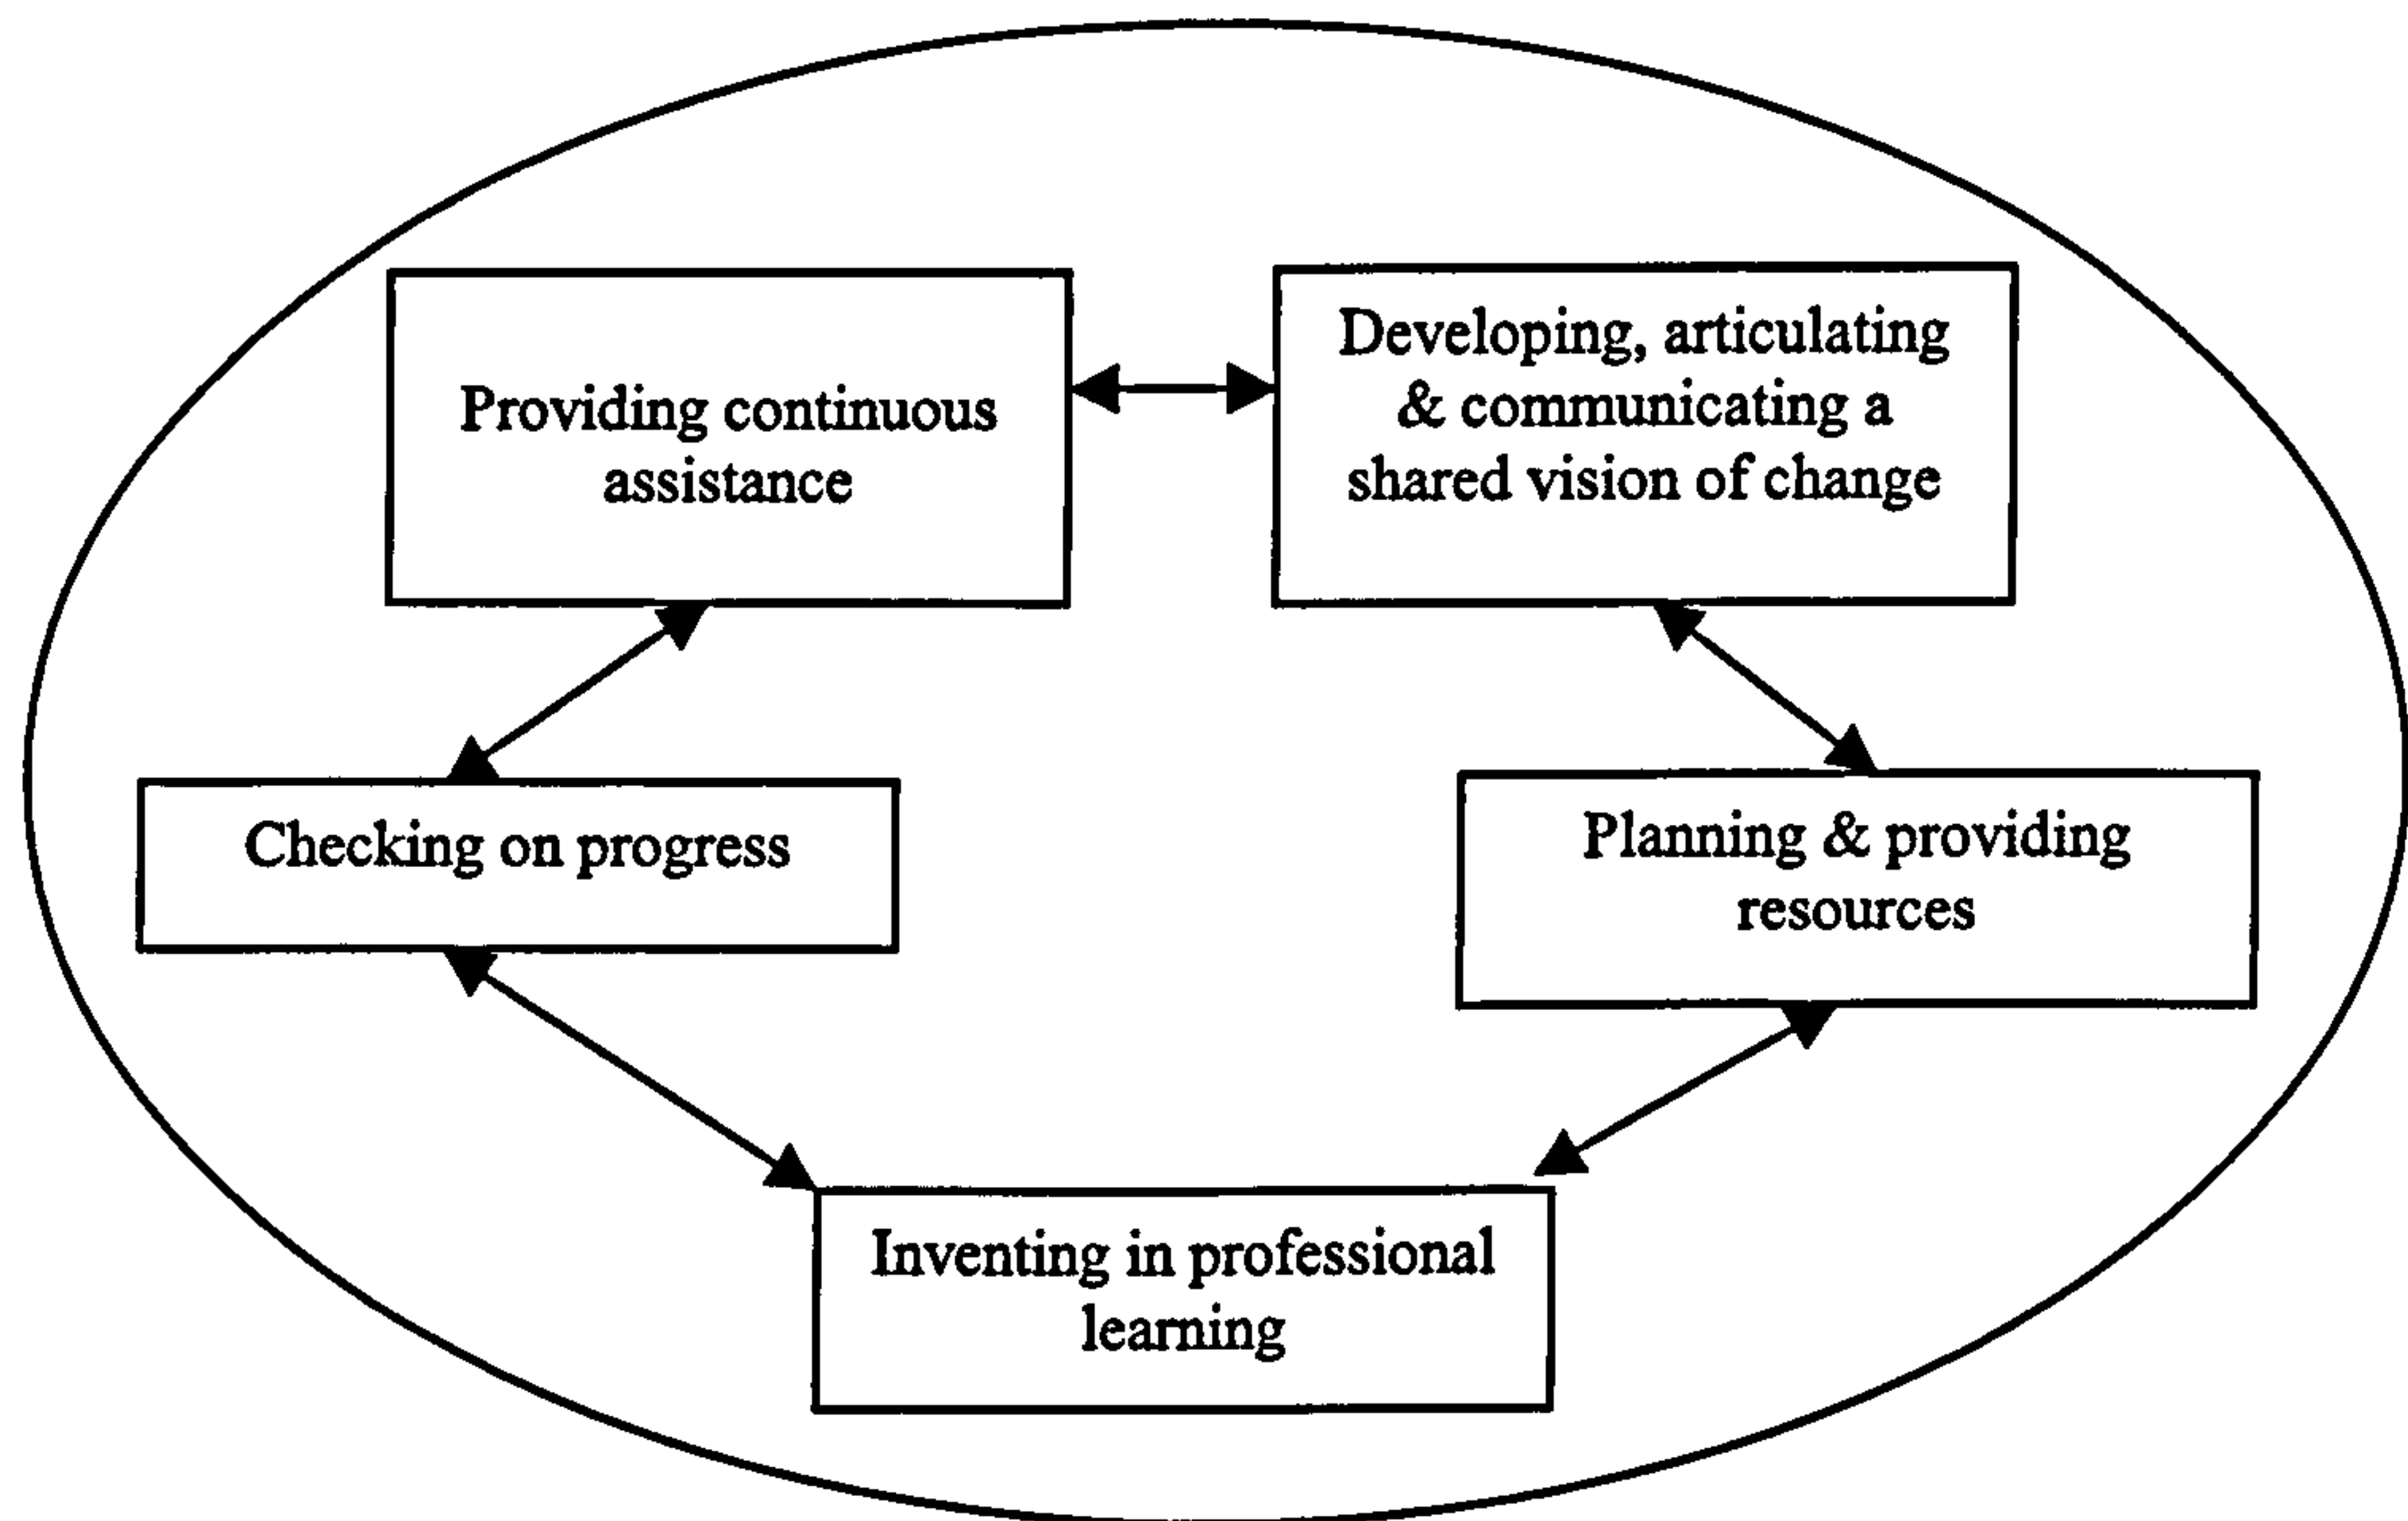 Providing continuous
assistance
Developing, articulating
& communicating a
shared vision of change
Checking on progress
Planning & providing
resources
Inventing in professional
learning